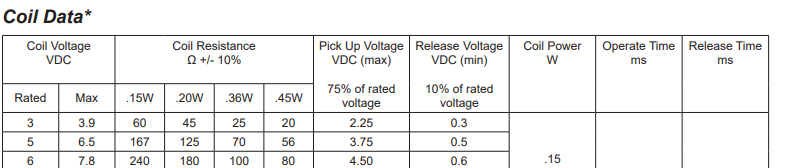 Coil Data*
Coil Voltage VDC Coil Resistance Ω +/- 10% Pick Up Voltage VDC (max) Release Voltage VDC (min) Coil Power W Operate Time ms Release Time ms
75% of rated voltage 10% of rated voltage
Rated Max .15W .20W .36W .45W
3 3.9 60 45 25 20 2.25 0.3
5 6.5 167 125 70 56 3.75 0.5
6 7.8 240 180 100 80 4.50 0.6 .15